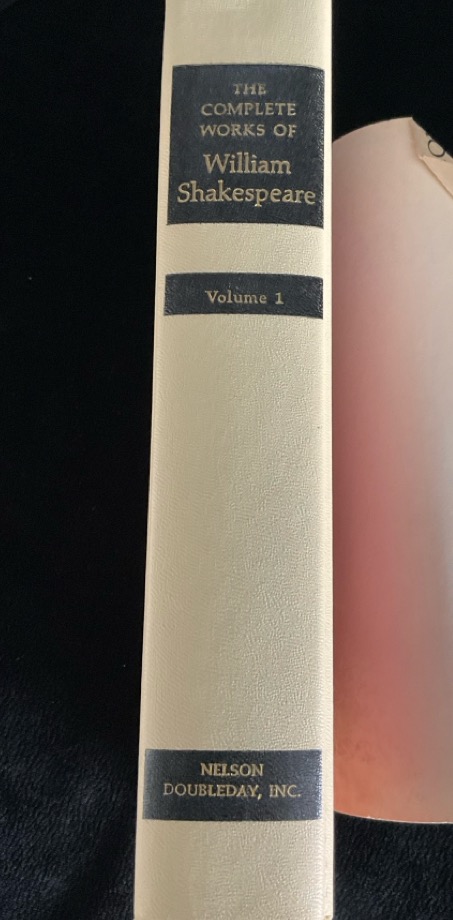 THE
COMPLETE
WORKS OF
William
Shakespeare
Volume 1
NELSON
DOUBLEDAY, INC.